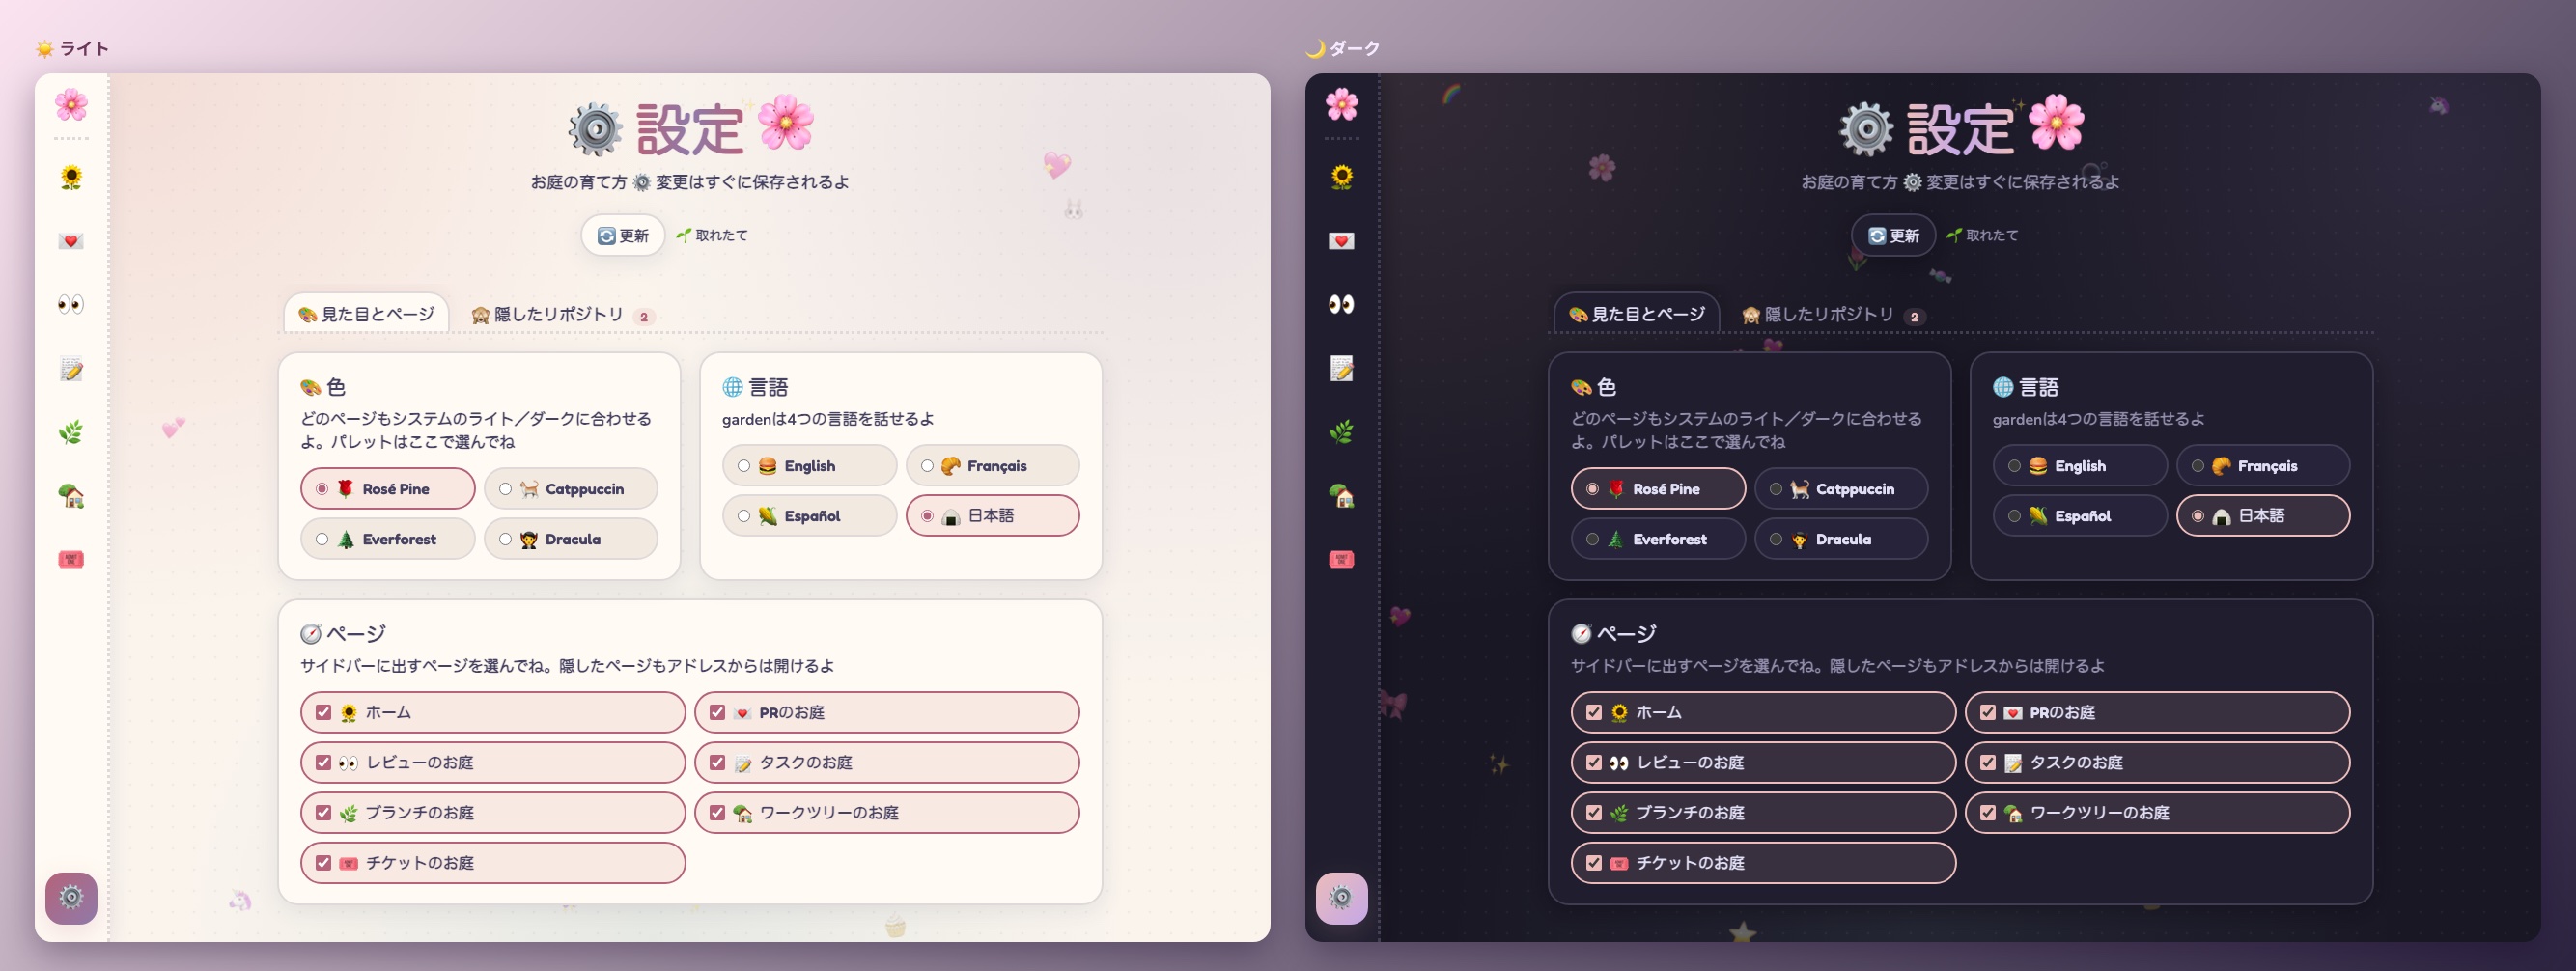 ライト
設定
お庭の育て方 変更はすぐに保存されるよ
更新 取れたて
見た目とページ 隠したリポジトリ 2
色
どのページもシステムのライト／ダークに合わせる
よ。パレットはここで選んでね
Rosé Pine Catppuccin
Everforest Dracula
言語
gardenは4つの言語を話せるよ
English Français
Español 日本語
ページ
サイドバーに出すページを選んでね。隠したページもアドレスからは開けるよ
ホーム PRのお庭
レビューのお庭 タスクのお庭
ブランチのお庭 ワークツリーのお庭
チケットのお庭
ダーク
設定
お庭の育て方 変更はすぐに保存されるよ
更新 取れたて
見た目とページ 隠したリポジトリ 2
色
どのページもシステムのライト／ダークに合わせる
よ。パレットはここで選んでね
Rosé Pine Catppuccin
Everforest Dracula
言語
gardenは4つの言語を話せるよ
English Français
Español 日本語
ページ
サイドバーに出すページを選んでね。隠したページもアドレスからは開けるよ
ホーム PRのお庭
レビューのお庭 タスクのお庭
ブランチのお庭 ワークツリーのお庭
チケットのお庭